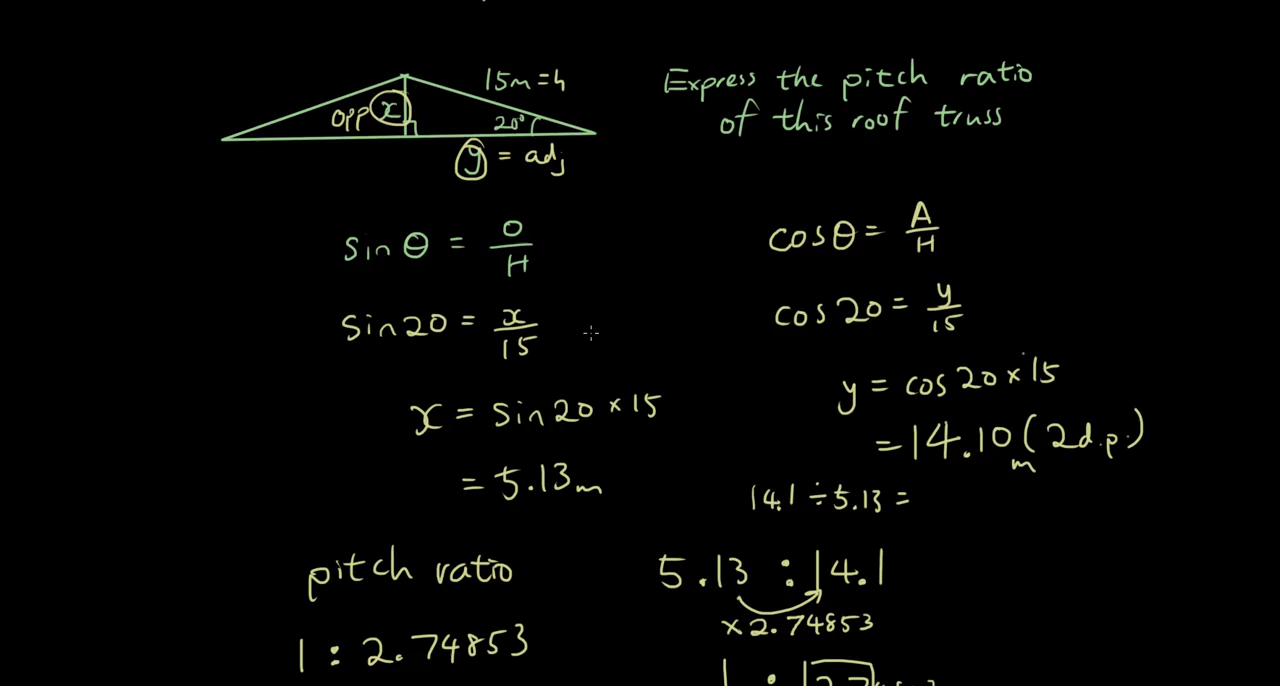 15m = h
opp x
20°
y = adj
Express the pitch ratio
of this roof truss
sin θ = O/H
sin 20 = x/15
x = sin 20 × 15
= 5.13m
cos θ = A/H
cos 20 = y/15
y = cos 20 × 15
= 14.10m (2d.p.)
14.1 ÷ 5.13 =
pitch ratio
1 : 2.74853
5.13 : 14.1
× 2.74853